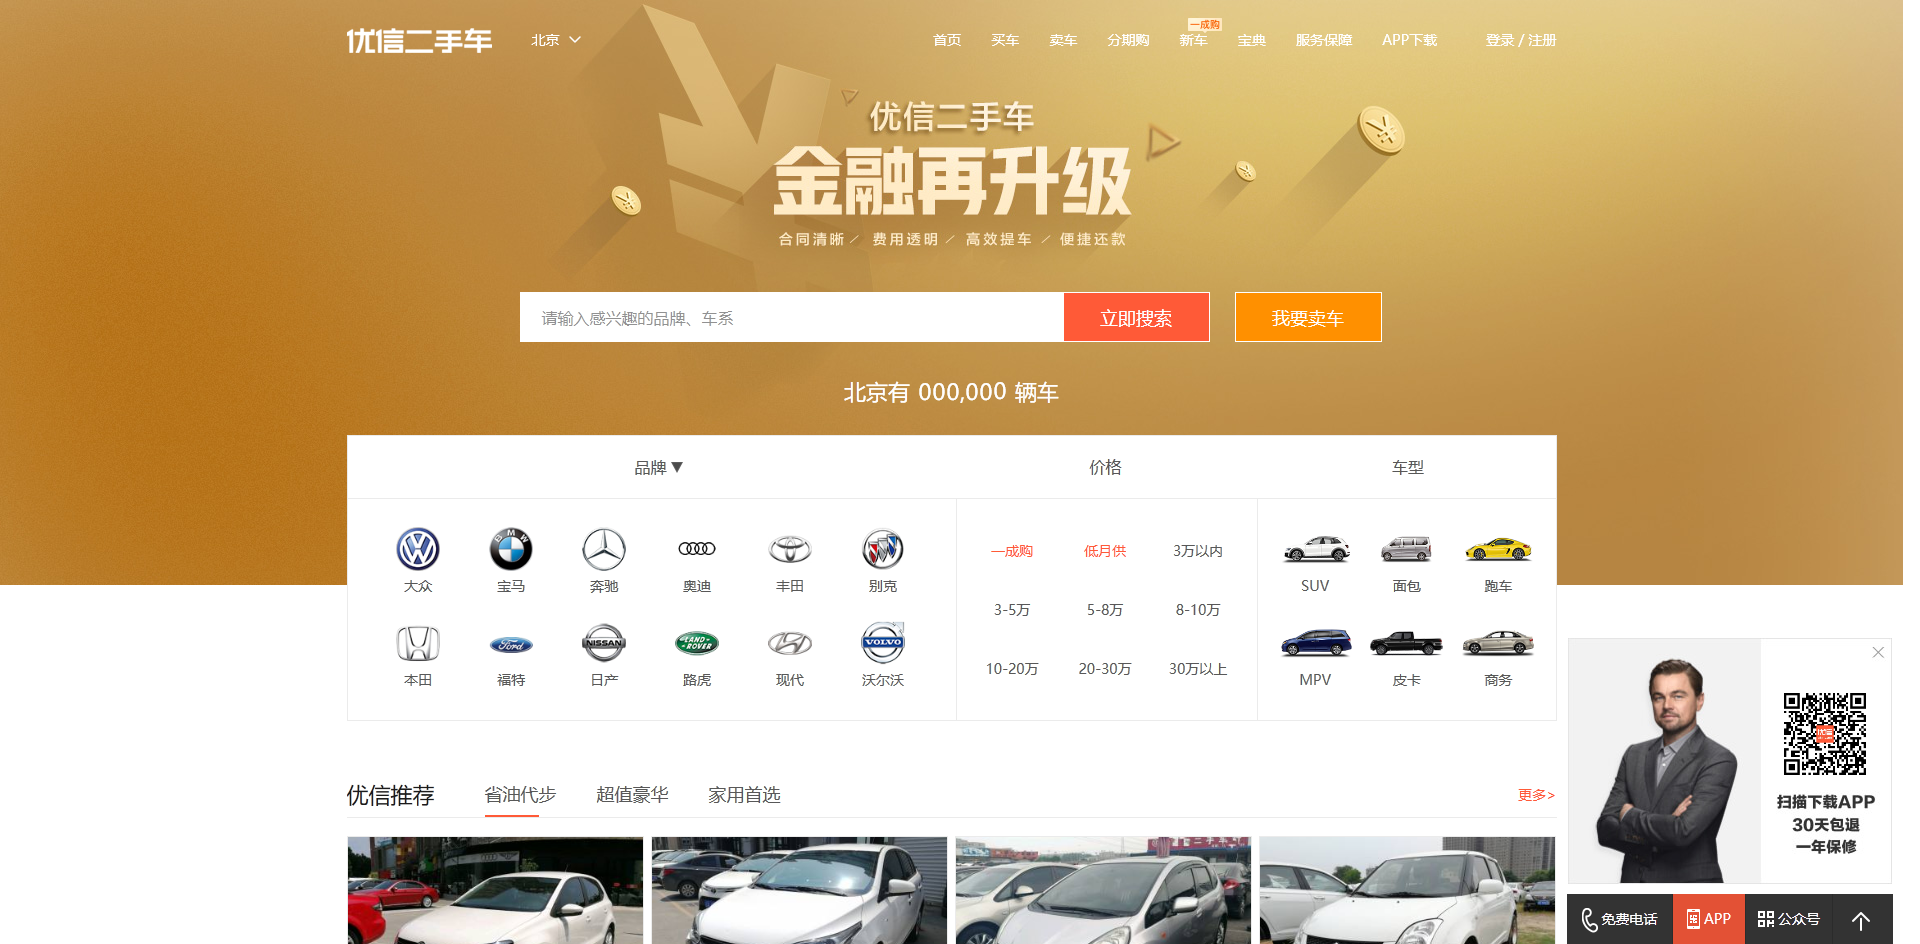 优信二手车
北京
首页 买车 卖车 分期购 新车 宝典 服务保障 APP下载 登录 / 注册
一成购
优信二手车
金融再升级
合同清晰 / 费用透明 / 高效提车 / 便捷还款
请输入感兴趣的品牌、车系
立即搜索
我要卖车
北京有 000,000 辆车
品牌▼ 价格 车型
BMW
大众 宝马 奔驰 奥迪 丰田 别克
一成购 低月供 3万以内
SUV 面包 跑车
3-5万 5-8万 8-10万
Ford NISSAN LAND ROVER VOLVO
本田 福特 日产 路虎 现代 沃尔沃
10-20万 20-30万 30万以上
MPV 皮卡 商务
优信
扫描下载APP
30天包退
一年保修
优信推荐 省油代步 超值豪华 家用首选 更多>
免费电话 APP 公众号